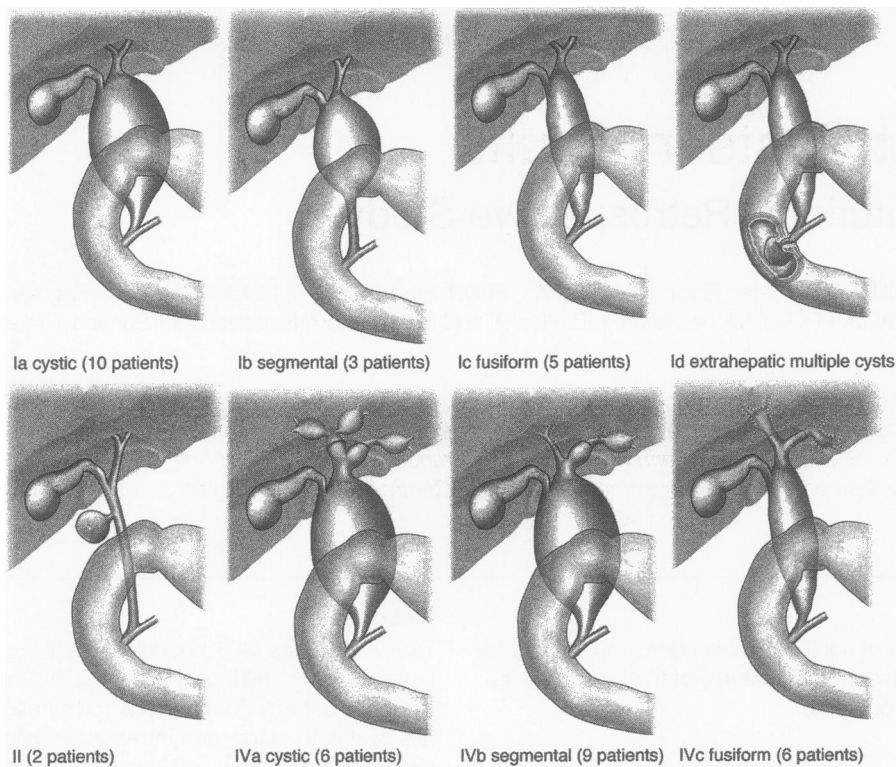 Ia cystic (10 patients)
Ib segmental (3 patients)
Ic fusiform (5 patients)
Id extrahepatic multiple cysts
II (2 patients)
IVa cystic (6 patients)
IVb segmental (9 patients)
IVc fusiform (6 patients)